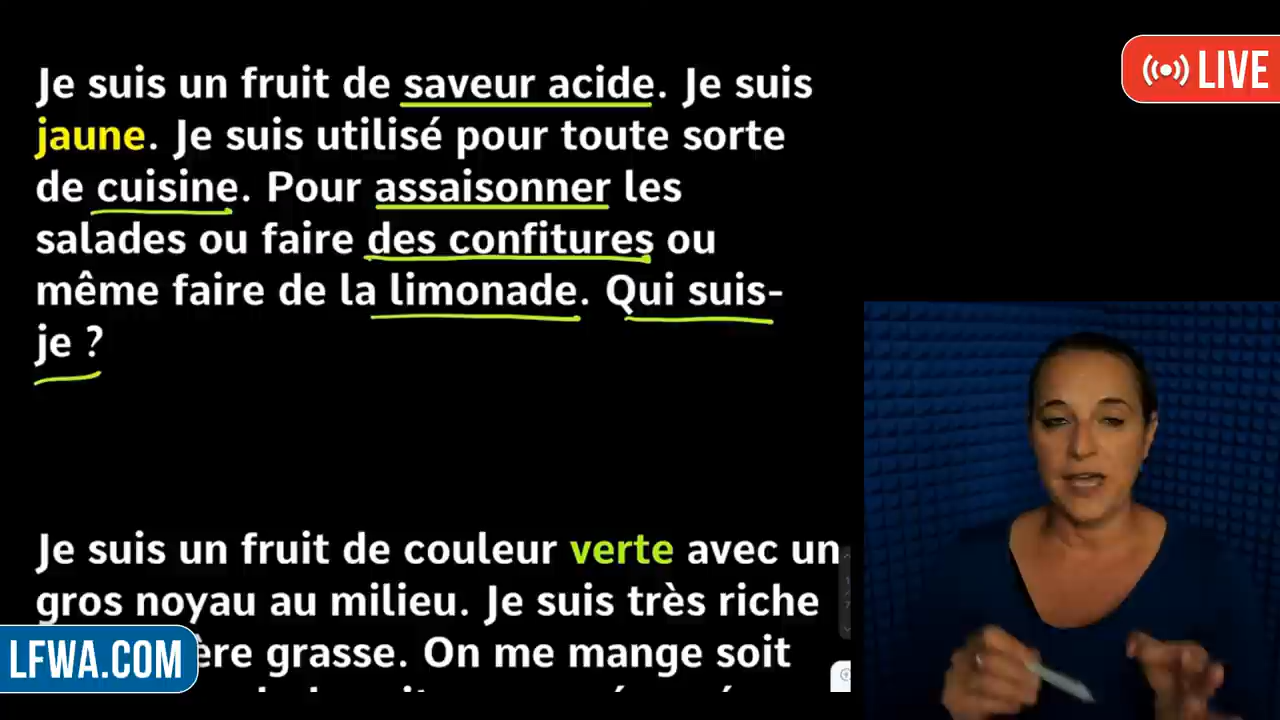 Je suis un fruit de saveur acide. Je suis
jaune. Je suis utilisé pour toute sorte
de cuisine. Pour assaisonner les
salades ou faire des confitures ou
même faire de la limonade. Qui suis-
je ?
Je suis un fruit de couleur verte avec un
gros noyau au milieu. Je suis très riche
grasse. On me mange soit
LIVE
LFWA.COM